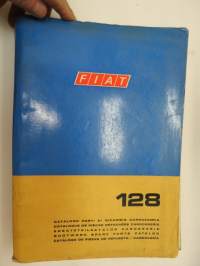 FIAT
128
CATALOGO PARTI DI RICAMBIO CARROZZERIA
CATALOGUE DE PIECES DETACHEES CARROSSERIE
ERSATZTEILKATALOG KAROSSERIE
BODYWORK SPARE PARTS CATALOG
CATALOGO DE PIEZAS DE REPUESTO - CARROCERIA